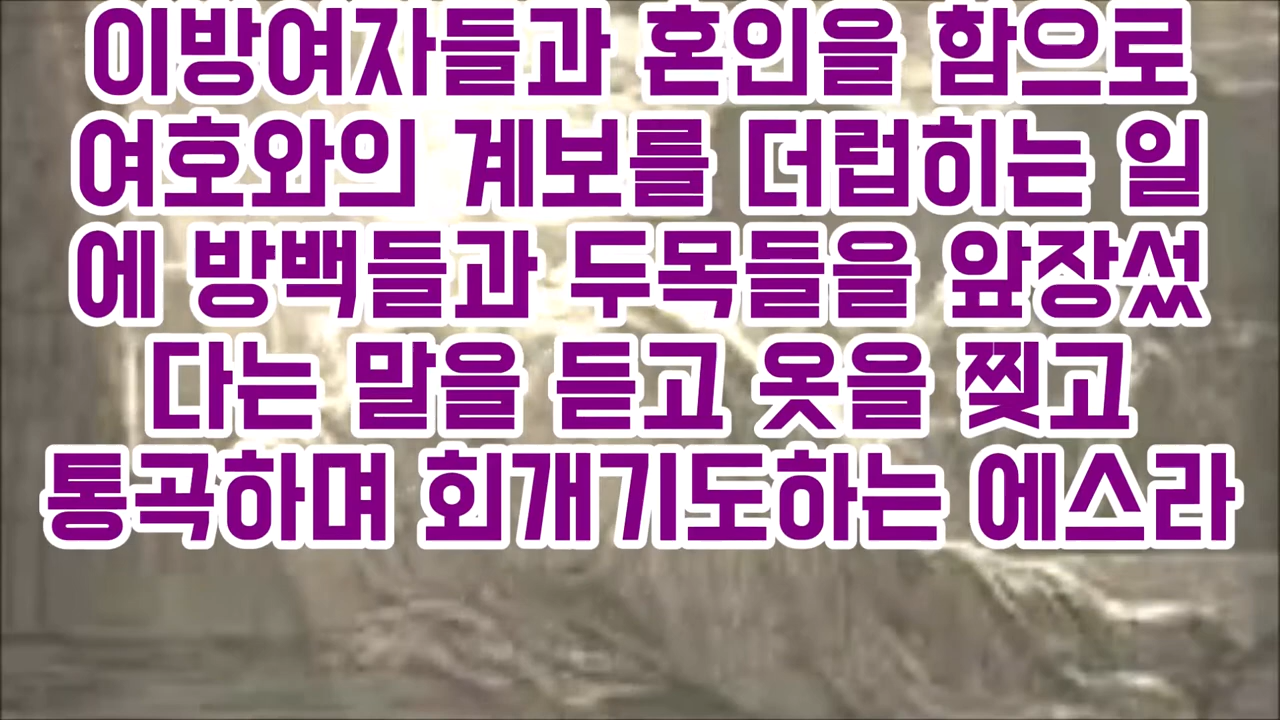 이방여자들과 혼인을 함으로
여호와의 계보를 더럽히는 일
에 방백들과 두목들을 앞장섰
다는 말을 듣고 옷을 찢고
통곡하며 회개기도하는 에스라